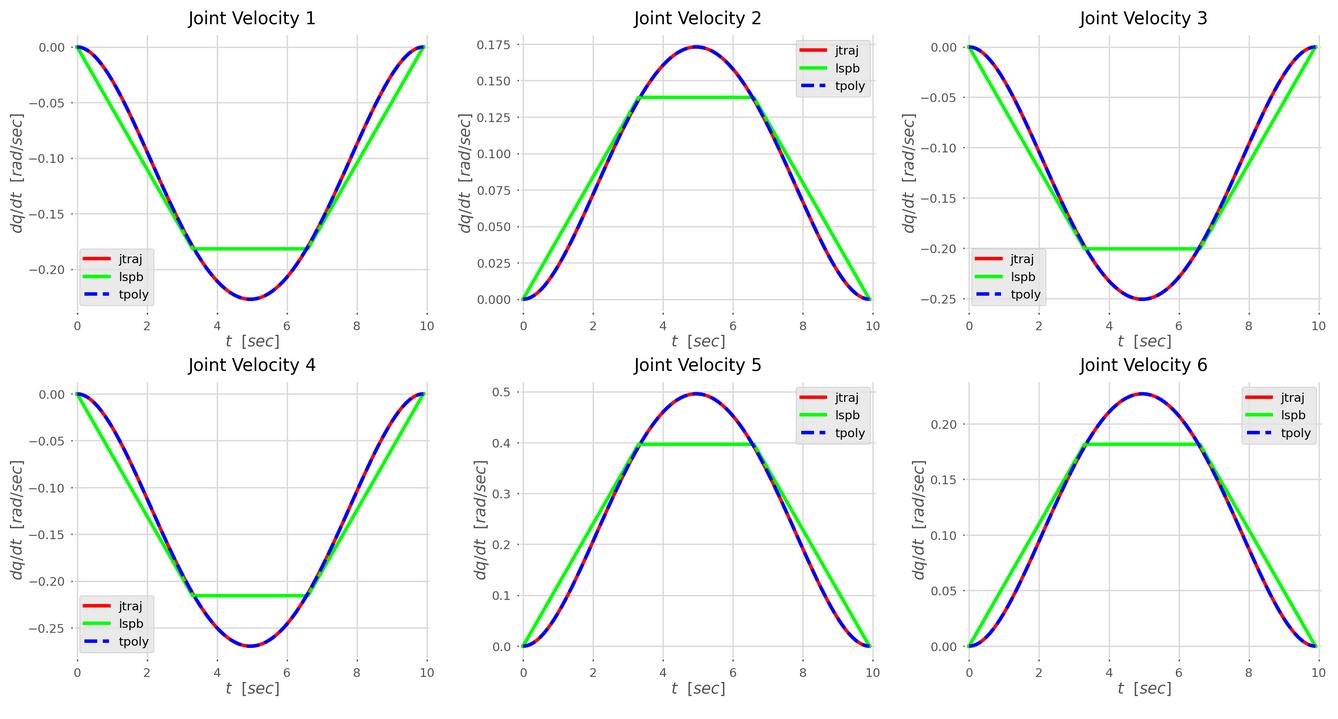 Joint Velocity 1
0.00
−0.05
−0.10
−0.15
−0.20
dq/dt [rad/sec]
jtraj
lspb
tpoly
0 2 4 6 8 10
t [sec]
Joint Velocity 2
0.175
0.150
0.125
0.100
0.075
0.050
0.025
0.000
dq/dt [rad/sec]
jtraj
lspb
tpoly
0 2 4 6 8 10
t [sec]
Joint Velocity 3
0.00
−0.05
−0.10
−0.15
−0.20
−0.25
dq/dt [rad/sec]
jtraj
lspb
tpoly
0 2 4 6 8 10
t [sec]
Joint Velocity 4
0.00
−0.05
−0.10
−0.15
−0.20
−0.25
dq/dt [rad/sec]
jtraj
lspb
tpoly
0 2 4 6 8 10
t [sec]
Joint Velocity 5
0.5
0.4
0.3
0.2
0.1
0.0
dq/dt [rad/sec]
jtraj
lspb
tpoly
0 2 4 6 8 10
t [sec]
Joint Velocity 6
0.20
0.15
0.10
0.05
0.00
dq/dt [rad/sec]
jtraj
lspb
tpoly
0 2 4 6 8 10
t [sec]